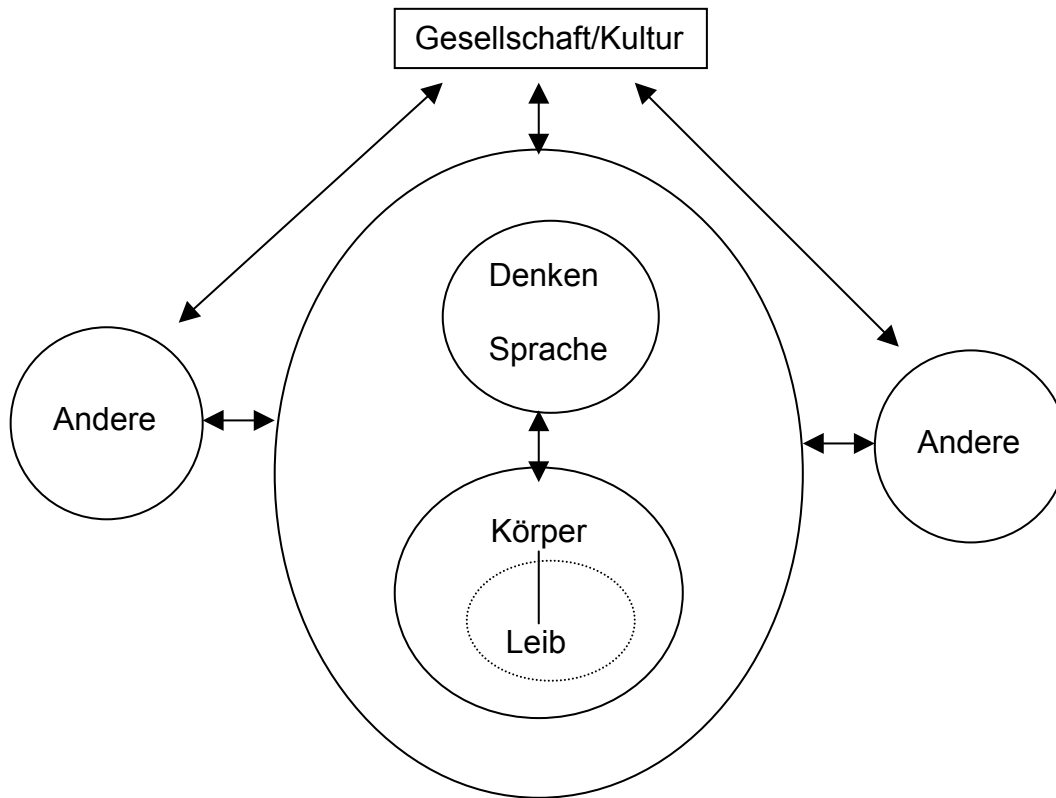 Gesellschaft/Kultur
Denken
Sprache
Andere
Andere
Körper
Leib